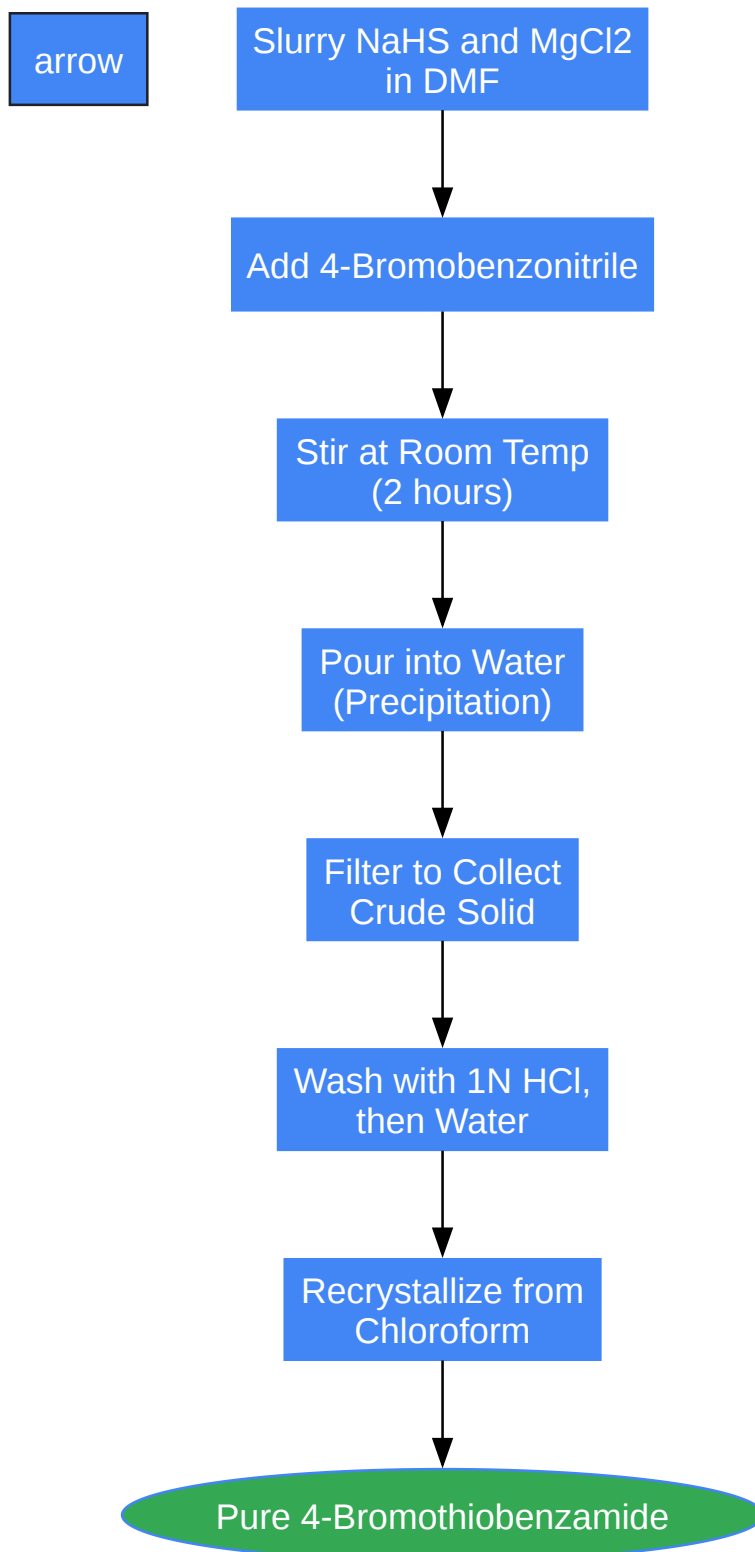 arrow
Slurry NaHS and MgCl2
in DMF
Add 4-Bromobenzonitrile
Stir at Room Temp
(2 hours)
Pour into Water
(Precipitation)
Filter to Collect
Crude Solid
Wash with 1N HCl,
then Water
Recrystallize from
Chloroform
Pure 4-Bromothiobenzamide